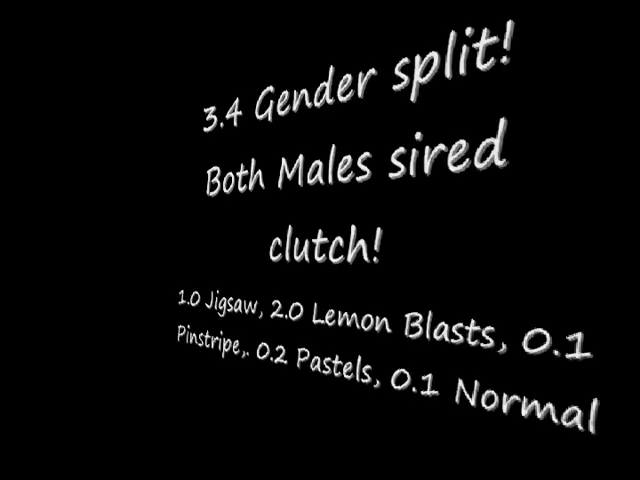 3.4 Gender split!
Both Males sired
clutch!
1.0 Jigsaw, 2.0 Lemon Blasts, 0.1
Pinstripe,. 0.2 Pastels, 0.1 Normal